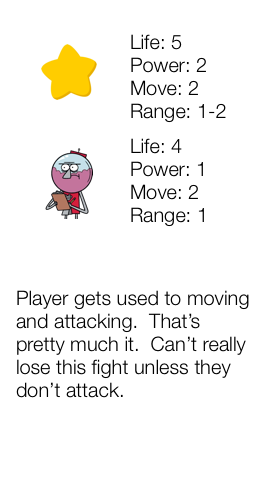 Life: 5
Power: 2
Move: 2
Range: 1-2
Life: 4
Power: 1
Move: 2
Range: 1
Player gets used to moving
and attacking.  That's
pretty much it.  Can't really
lose this fight unless they
don't attack.